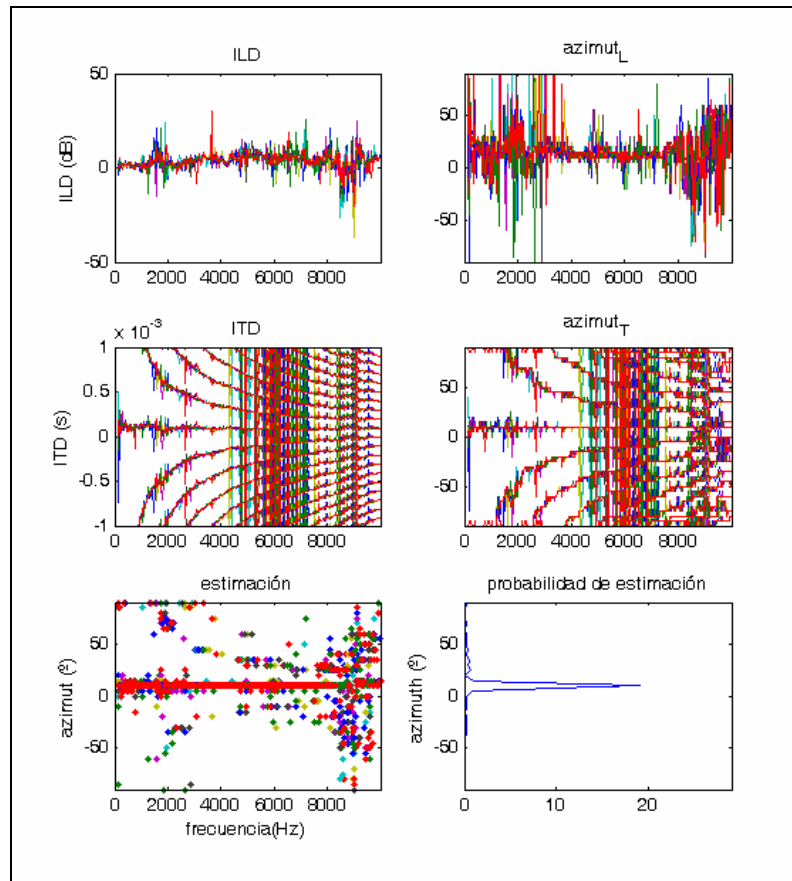 ILD
50
0
-50
ILD (dB)
0 2000 4000 6000 8000
azimut_L
50
0
-50
0 2000 4000 6000 8000
ITD
x 10^-3
1
0.5
0
-0.5
-1
ITD (s)
0 2000 4000 6000 8000
azimut_T
50
0
-50
0 2000 4000 6000 8000
estimación
50
0
-50
azimut (º)
0 2000 4000 6000 8000
frecuencia(Hz)
probabilidad de estimación
50
0
-50
azimuth (º)
0 10 20